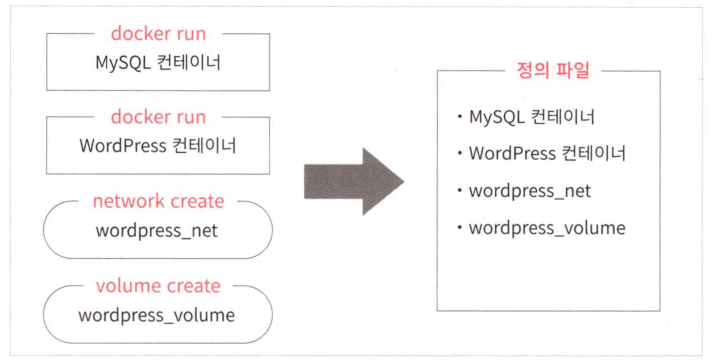 docker run
MySQL 컨테이너
docker run
WordPress 컨테이너
network create
wordpress_net
volume create
wordpress_volume
정의 파일
・MySQL 컨테이너
・WordPress 컨테이너
・wordpress_net
・wordpress_volume